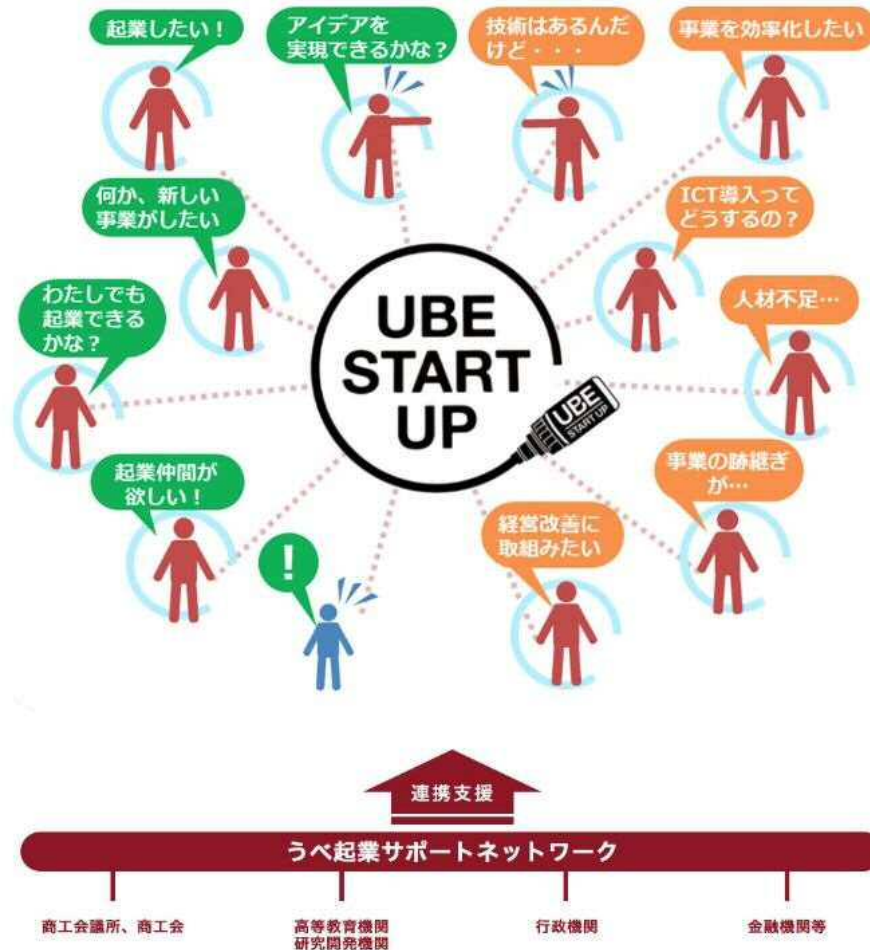 起業したい！
アイデアを
実現できるかな？
技術はあるんだ
けど・・・
事業を効率化したい
何か、新しい
事業がしたい
ICT導入って
どうするの？
わたしでも
起業できる
かな？
人材不足…
UBE
START
UP
UBE
START UP
起業仲間が
欲しい！
事業の跡継ぎ
が…
経営改善に
取組みたい
！
連携支援
うべ起業サポートネットワーク
商工会議所、商工会
高等教育機関
研究開発機関
行政機関
金融機関等